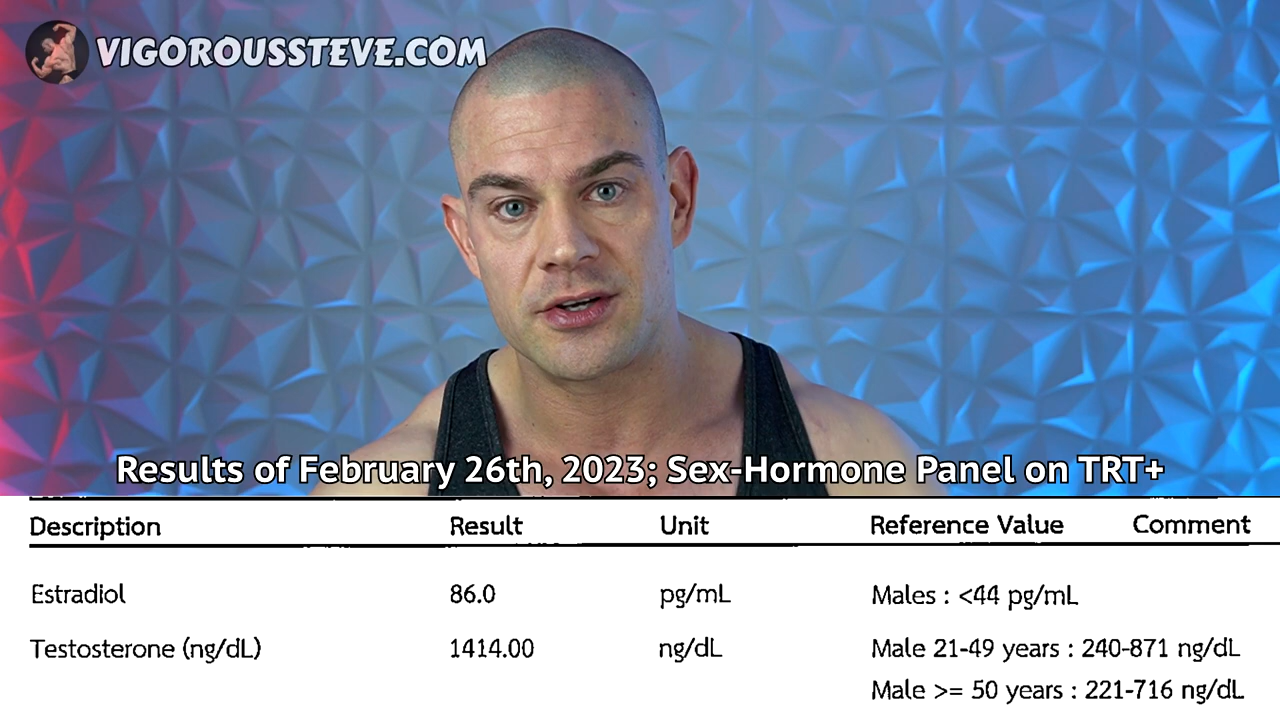 VIGOROUSSTEVE.COM
Results of February 26th, 2023; Sex-Hormone Panel on TRT+
Description Result Unit Reference Value Comment
Estradiol 86.0 pg/mL Males : <44 pg/mL
Testosterone (ng/dL) 1414.00 ng/dL Male 21-49 years : 240-871 ng/dL
Male >= 50 years : 221-716 ng/dL